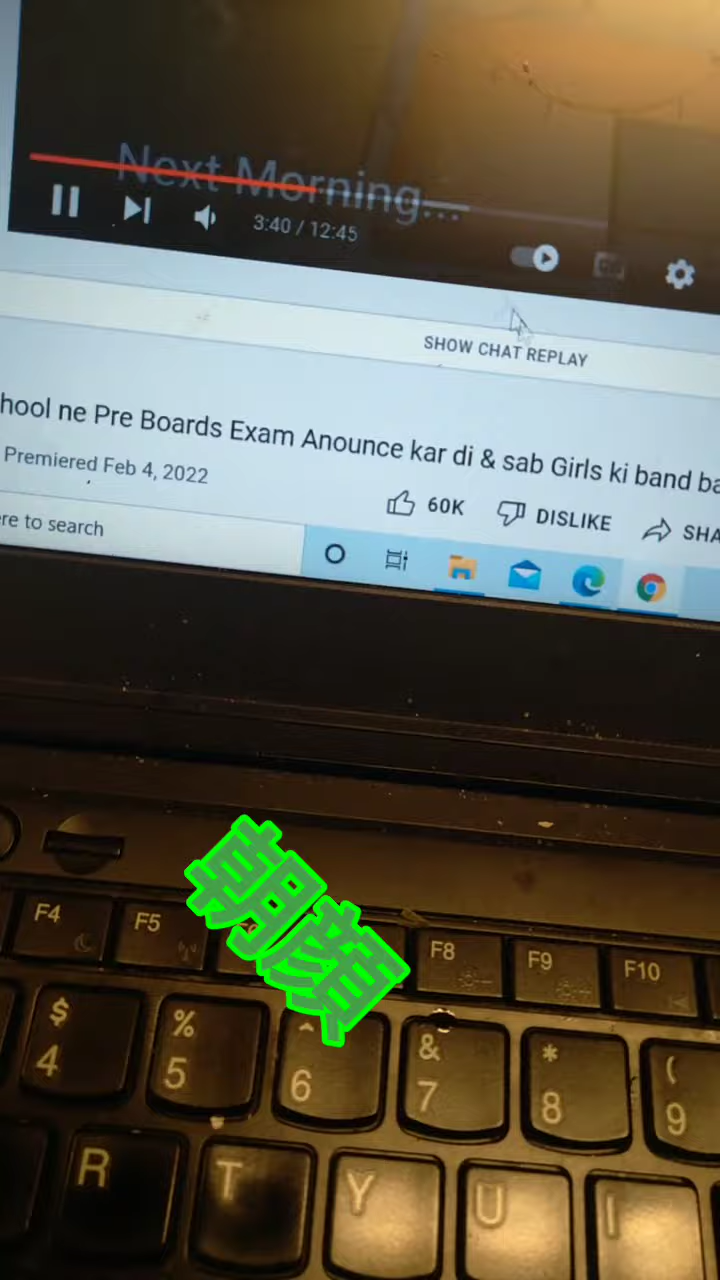 Next Morning...
3:40 / 12:45
SHOW CHAT REPLAY
hool ne Pre Boards Exam Anounce kar di & sab Girls ki band ba
Premiered Feb 4, 2022
60K DISLIKE SHA
re to search
朝顔
F4 F5 F8 F9 F10
$ % ^ & * (
4 5 6 7 8 9
R T Y U I